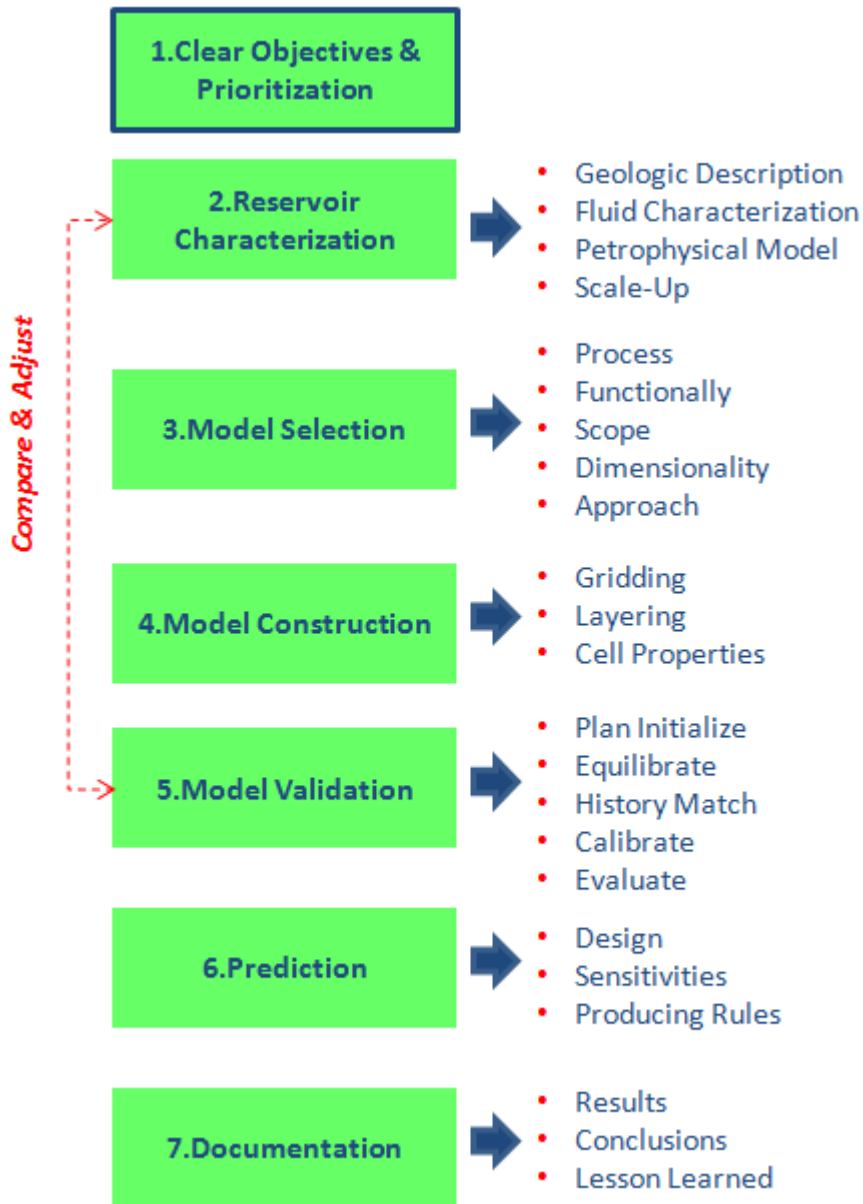 1.Clear Objectives &
Prioritization
2.Reservoir
Characterization
• Geologic Description
• Fluid Characterization
• Petrophysical Model
• Scale-Up
Compare & Adjust
3.Model Selection
• Process
• Functionally
• Scope
• Dimensionality
• Approach
4.Model Construction
• Gridding
• Layering
• Cell Properties
5.Model Validation
• Plan Initialize
• Equilibrate
• History Match
• Calibrate
• Evaluate
6.Prediction
• Design
• Sensitivities
• Producing Rules
7.Documentation
• Results
• Conclusions
• Lesson Learned